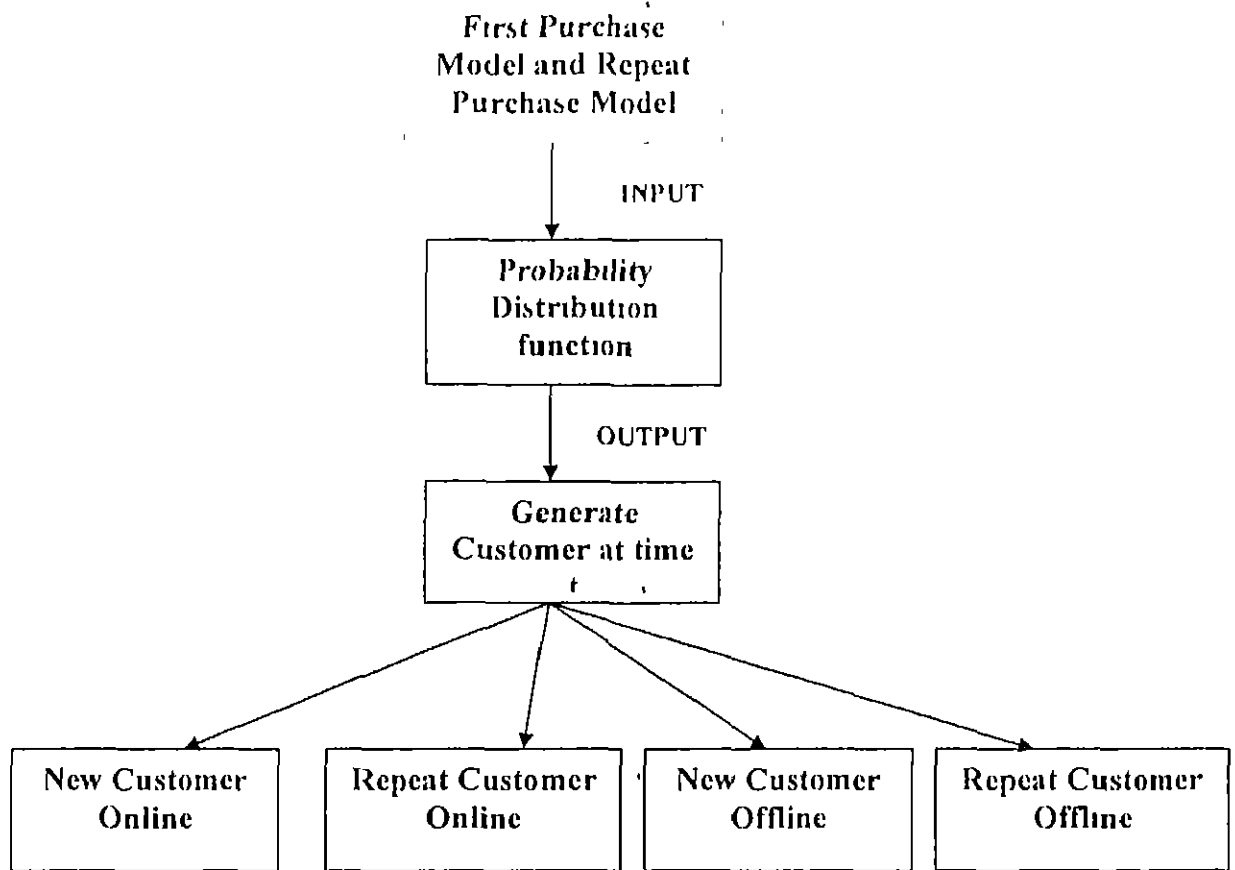 First Purchase
Model and Repeat
Purchase Model
INPUT
Probability
Distribution
function
OUTPUT
Generate
Customer at time
t
New Customer
Online
Repeat Customer
Online
New Customer
Offline
Repeat Customer
Offline